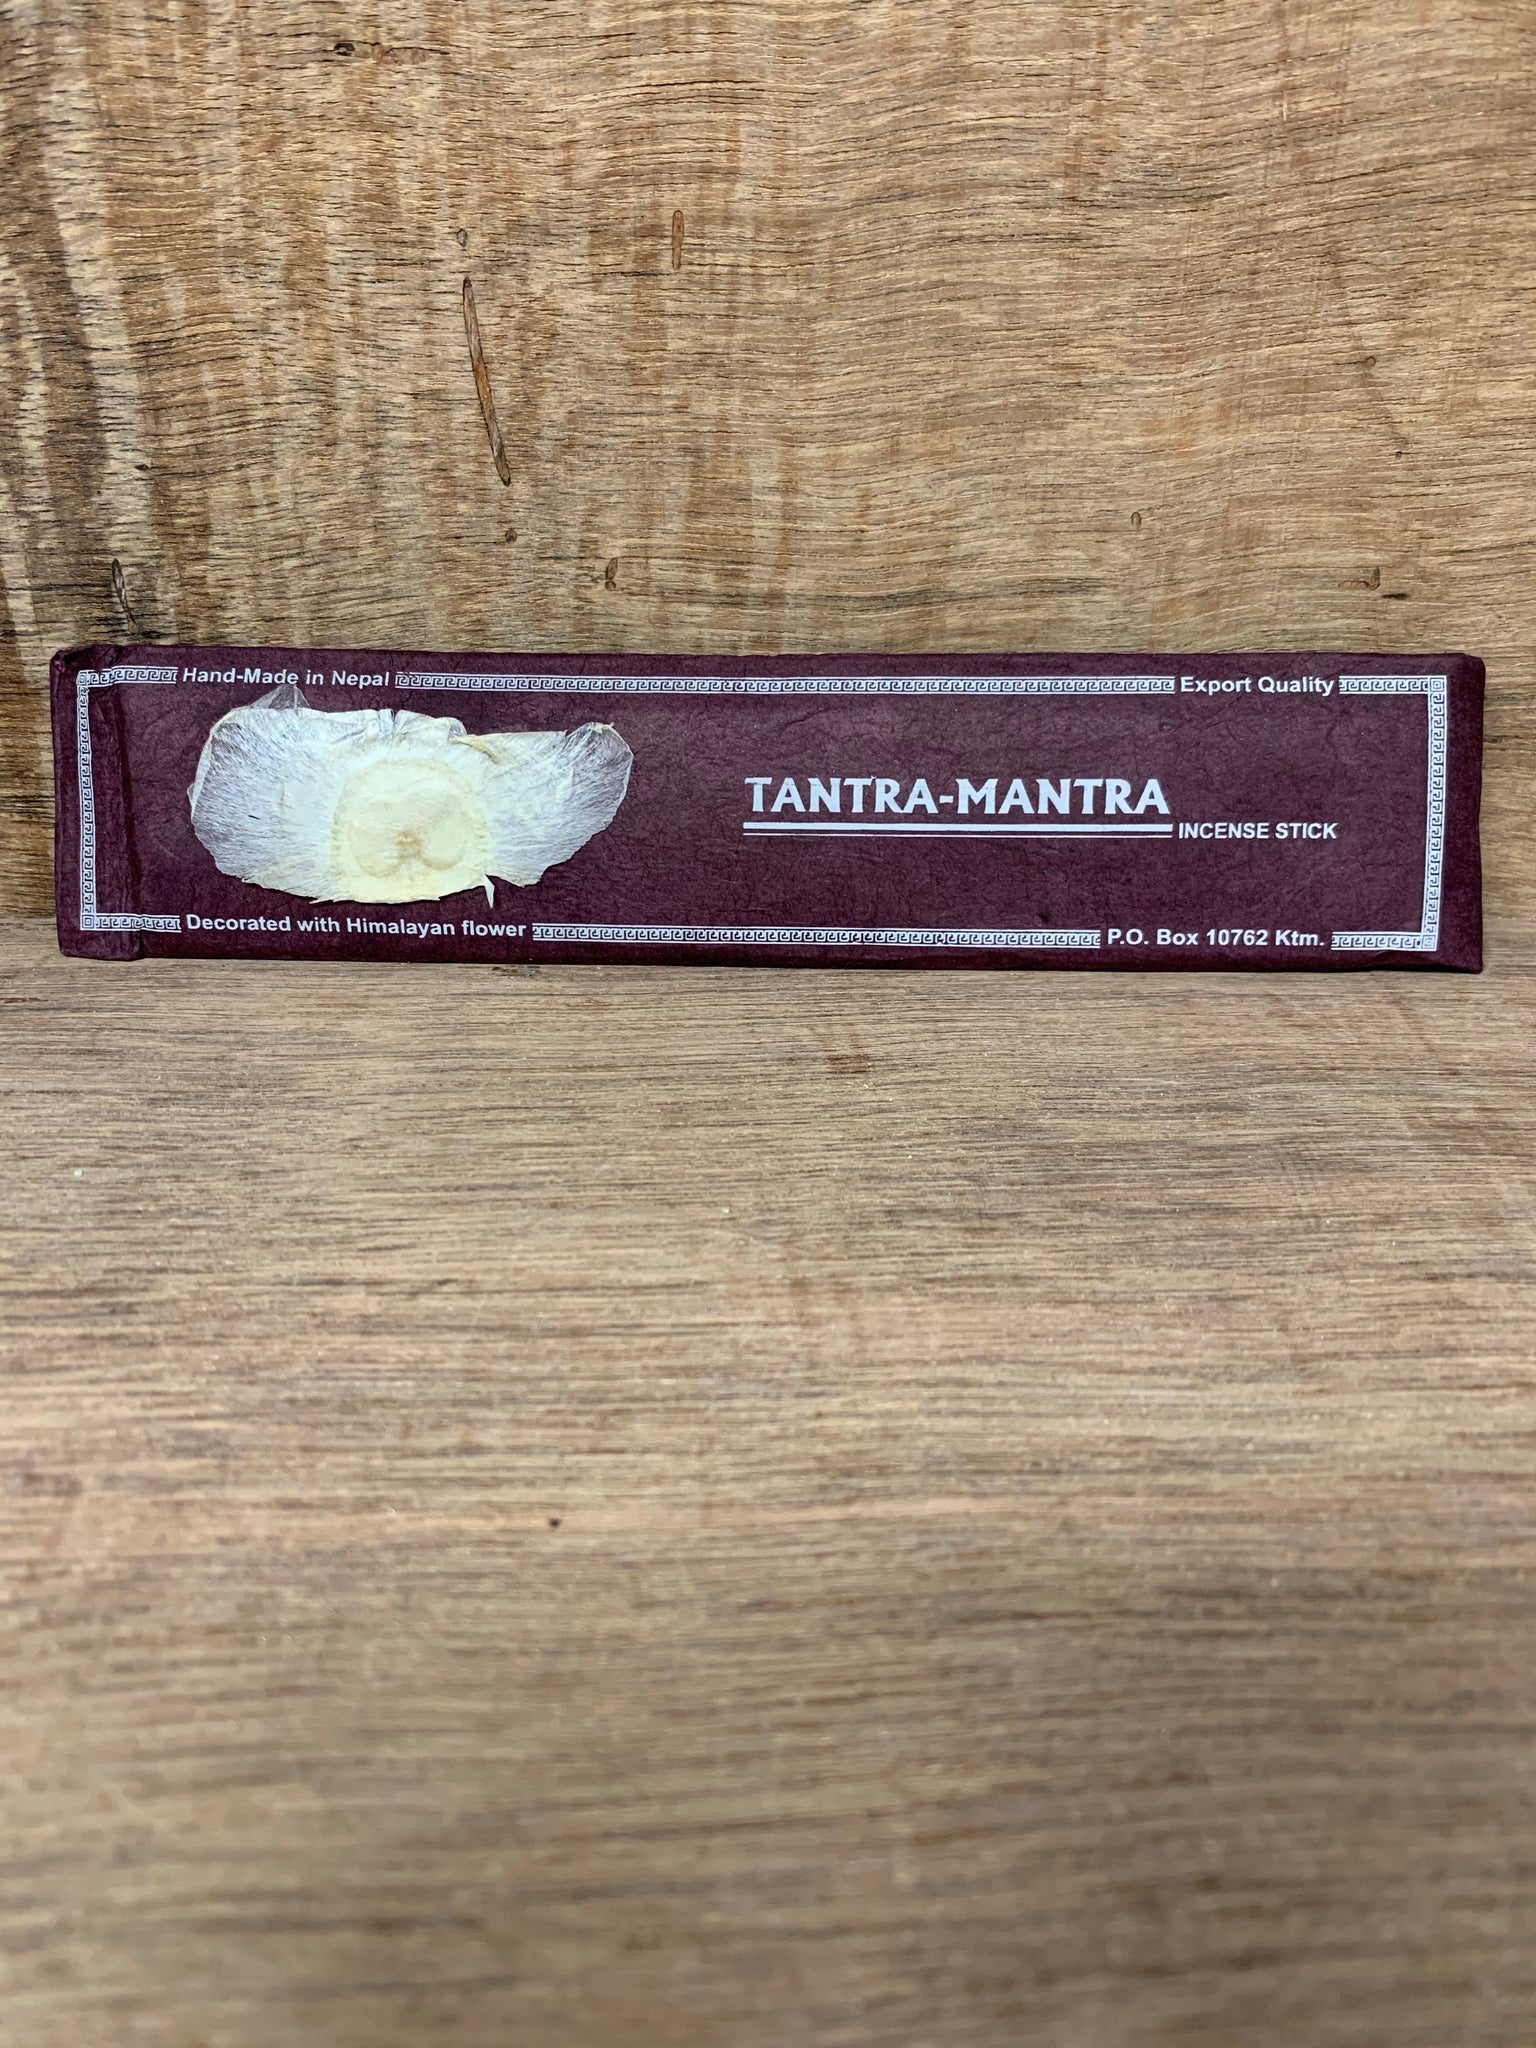 Hand-Made in Nepal
Export Quality
TANTRA-MANTRA
INCENSE STICK
Decorated with Himalayan flower
P.O. Box 10762 Ktm.